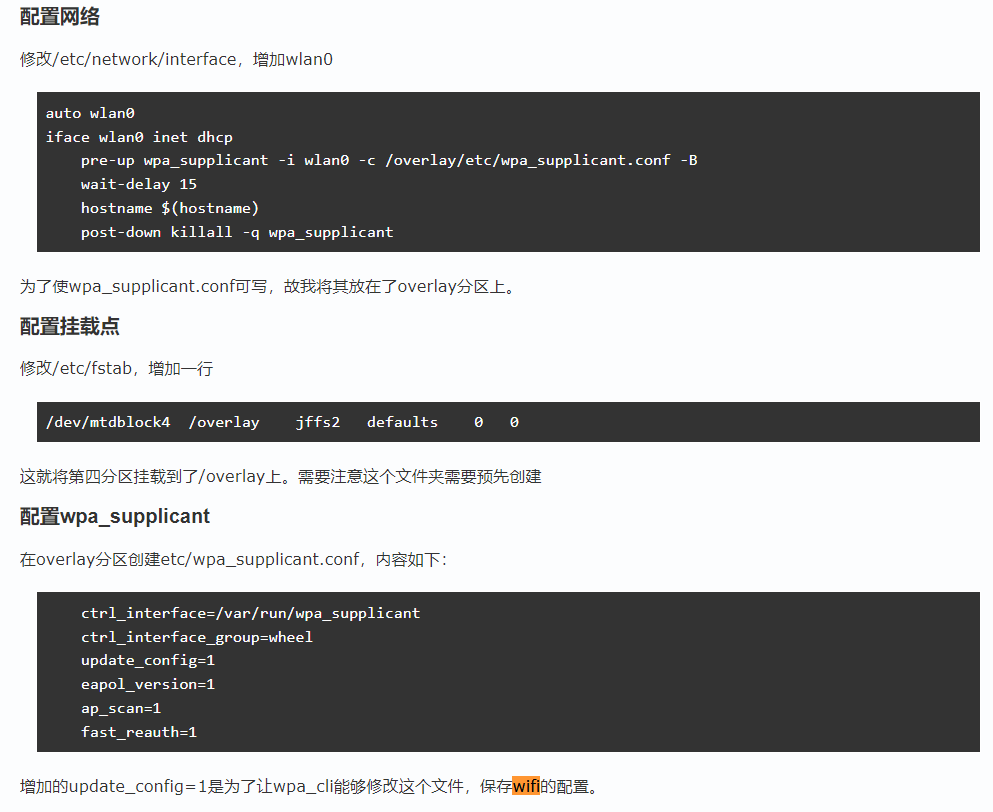 配置网络
修改/etc/network/interface，增加wlan0
auto wlan0
iface wlan0 inet dhcp
    pre-up wpa_supplicant -i wlan0 -c /overlay/etc/wpa_supplicant.conf -B
    wait-delay 15
    hostname $(hostname)
    post-down killall -q wpa_supplicant
为了使wpa_supplicant.conf可写，故我将其放在了overlay分区上。
配置挂载点
修改/etc/fstab，增加一行
/dev/mtdblock4  /overlay    jffs2   defaults    0   0
这就将第四分区挂载到了/overlay上。需要注意这个文件夹需要预先创建
配置wpa_supplicant
在overlay分区创建etc/wpa_supplicant.conf，内容如下：
    ctrl_interface=/var/run/wpa_supplicant
    ctrl_interface_group=wheel
    update_config=1
    eapol_version=1
    ap_scan=1
    fast_reauth=1
增加的update_config=1是为了让wpa_cli能够修改这个文件，保存wifi的配置。